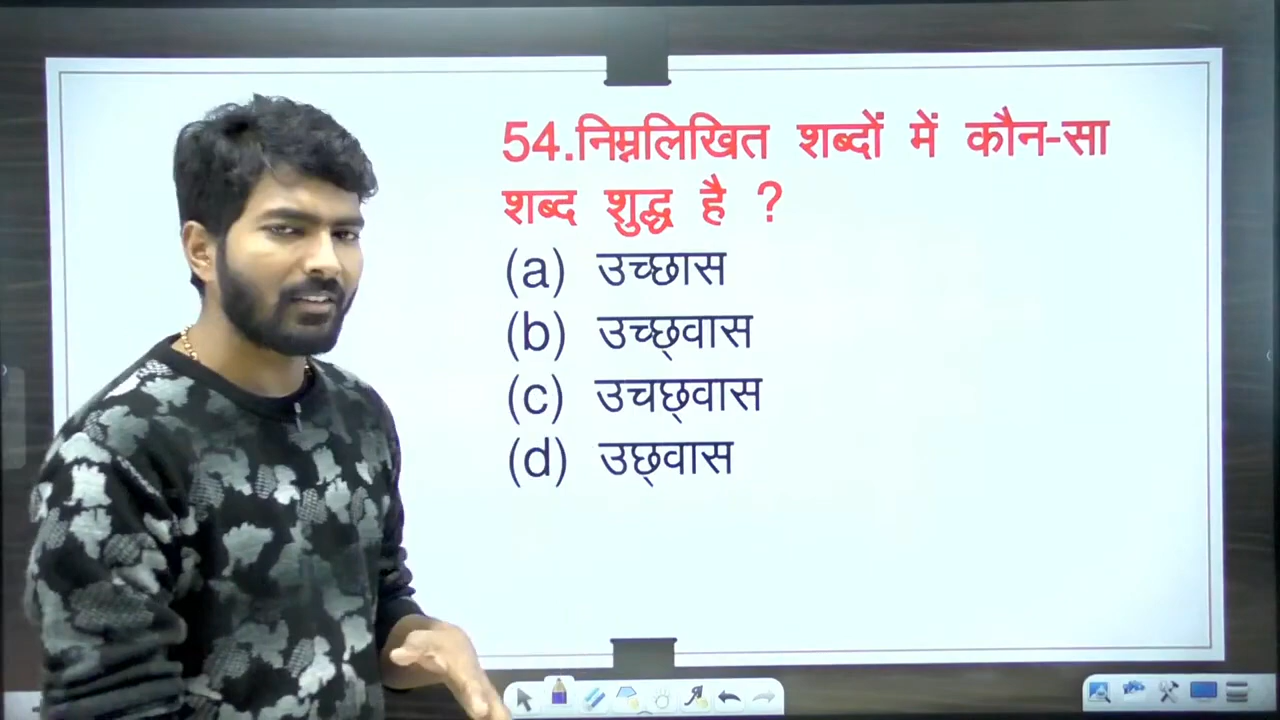 54.निम्नलिखित शब्दों में कौन-सा
शब्द शुद्ध है ?
(a) उच्छास
(b) उच्छ्‌वास
(c) उचछ्‌वास
(d) उछ्‌वास